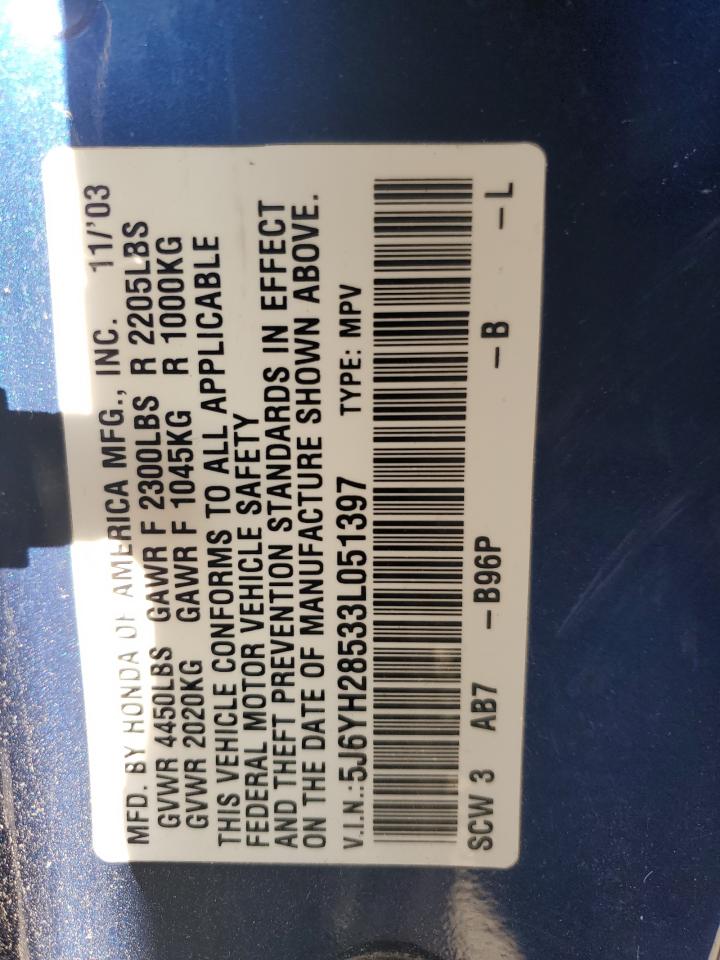 MFD. BY HONDA OF AMERICA MFG., INC. 11/'03
GVWR 4450LBS GAWR F 2300LBS R 2205LBS
GVWR 2020KG GAWR F 1045KG R 1000KG
THIS VEHICLE CONFORMS TO ALL APPLICABLE
FEDERAL MOTOR VEHICLE SAFETY
AND THEFT PREVENTION STANDARDS IN EFFECT
ON THE DATE OF MANUFACTURE SHOWN ABOVE.
V.I.N.:5J6YH28533L051397 TYPE: MPV
SCW 3 AB7 -B96P -B -L